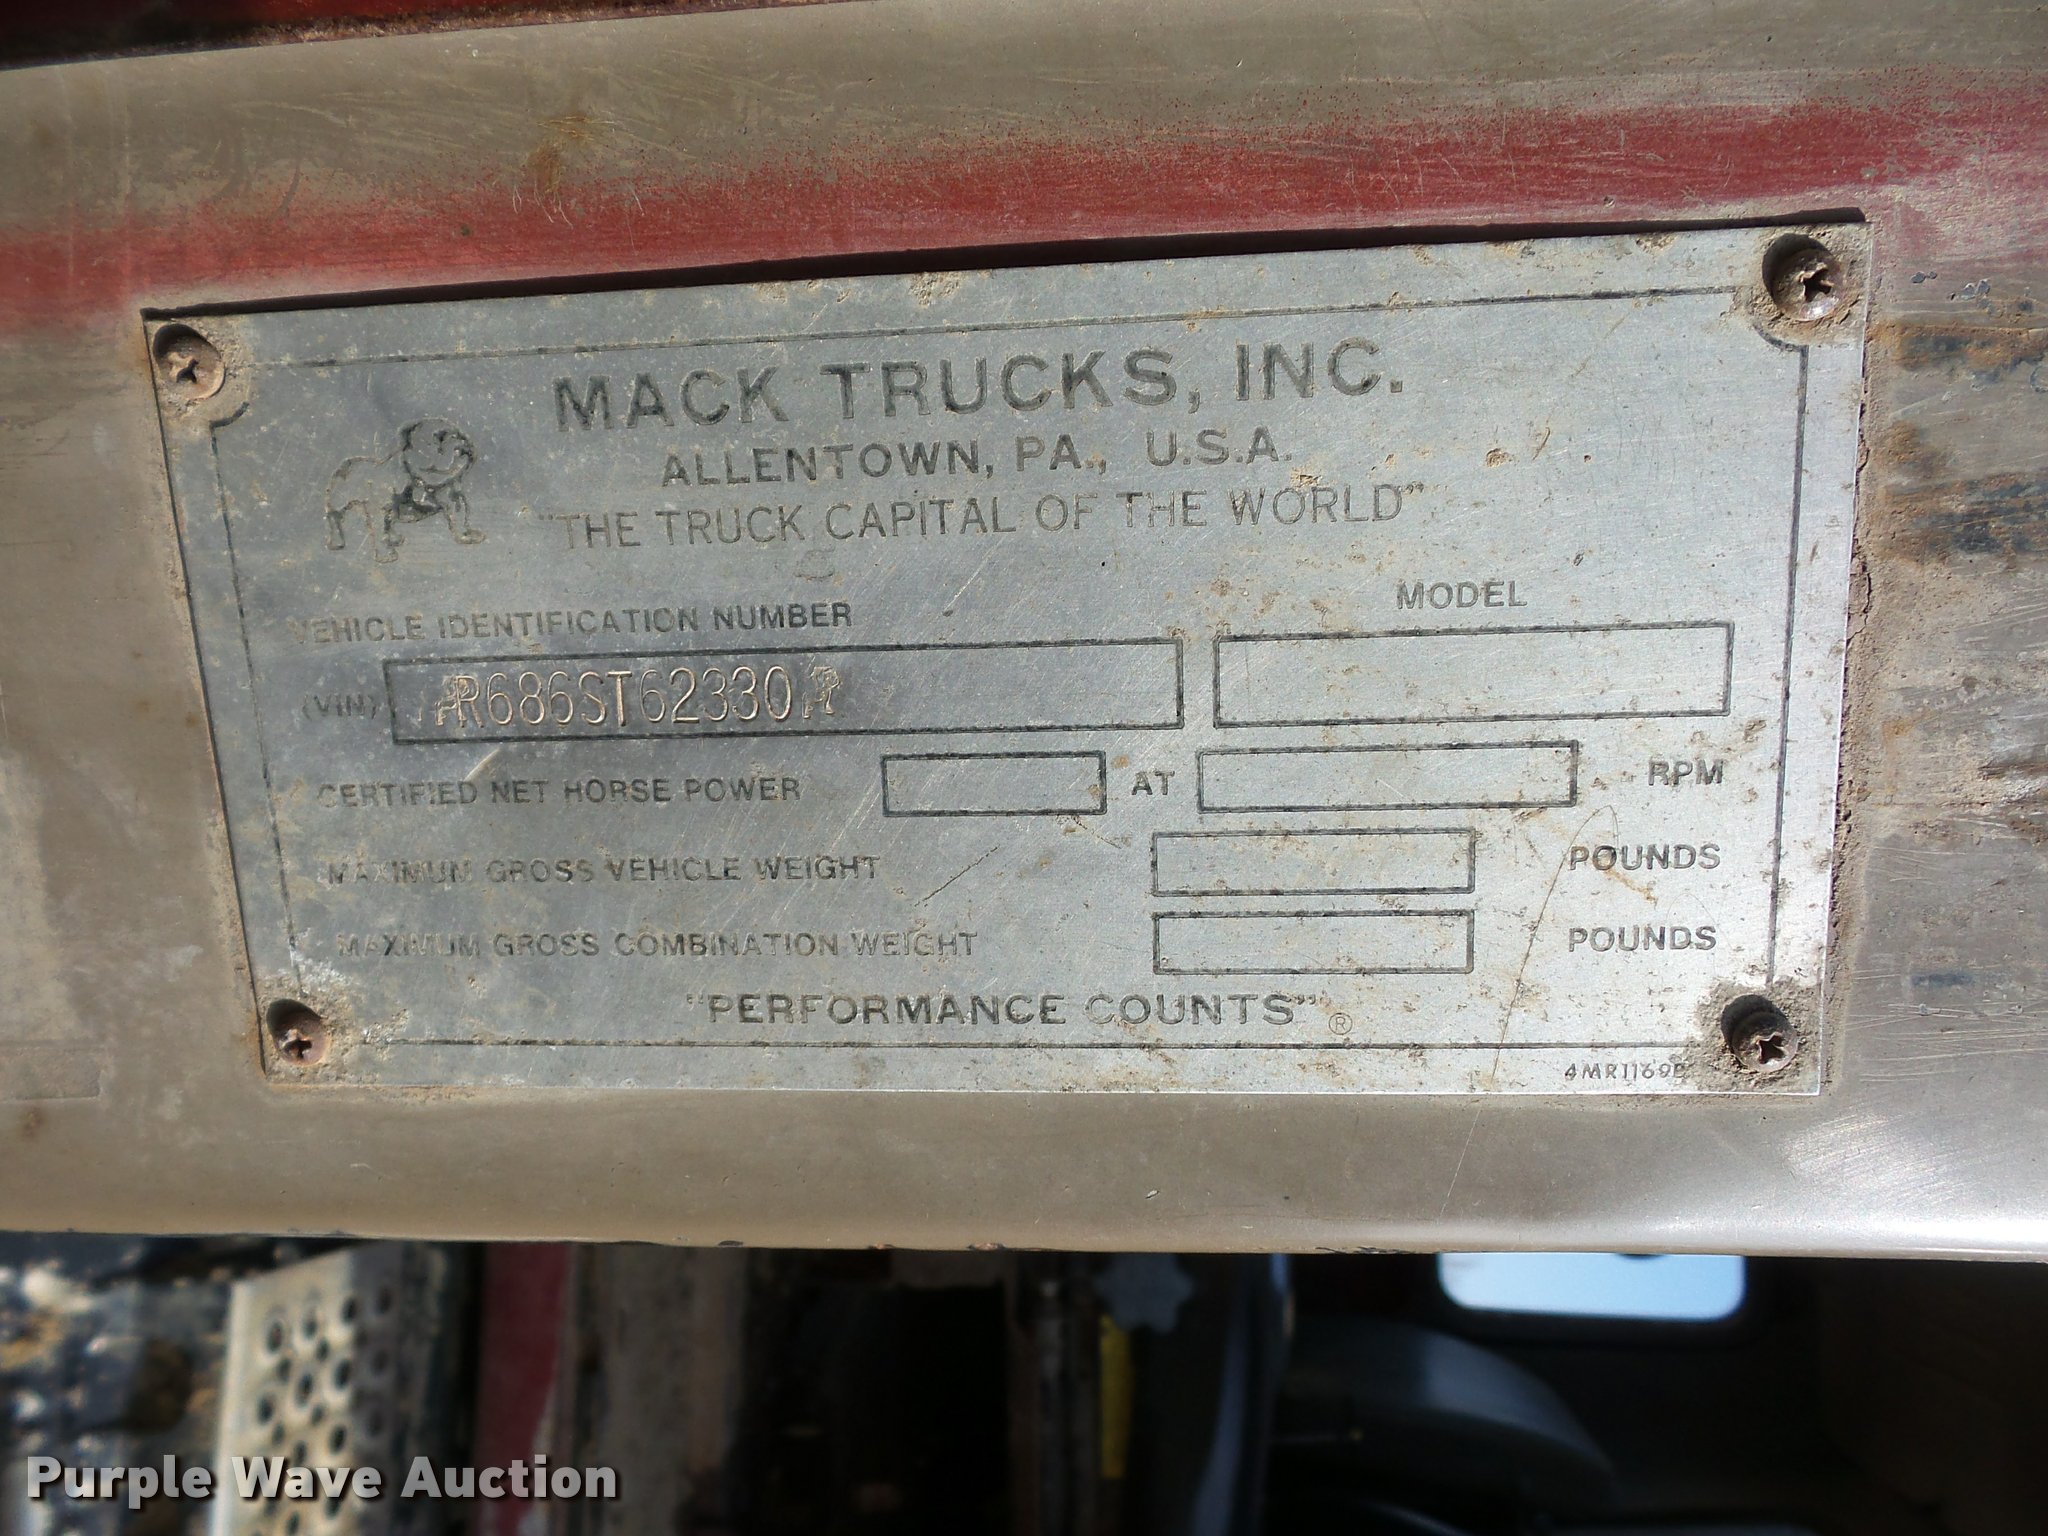 MACK TRUCKS, INC.
ALLENTOWN, PA., U.S.A.
"THE TRUCK CAPITAL OF THE WORLD"
VEHICLE IDENTIFICATION NUMBER
MODEL
(VIN) R686ST62330
CERTIFIED NET HORSE POWER AT RPM
MAXIMUM GROSS VEHICLE WEIGHT POUNDS
MAXIMUM GROSS COMBINATION WEIGHT POUNDS
"PERFORMANCE COUNTS" ®
4MR1169B
Purple Wave Auction